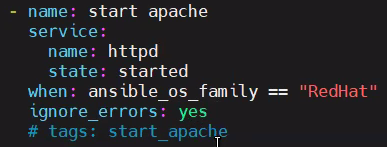 - name: start apache
  service:
    name: httpd
    state: started
  when: ansible_os_family == "RedHat"
  ignore_errors: yes
  # tags: start_apache